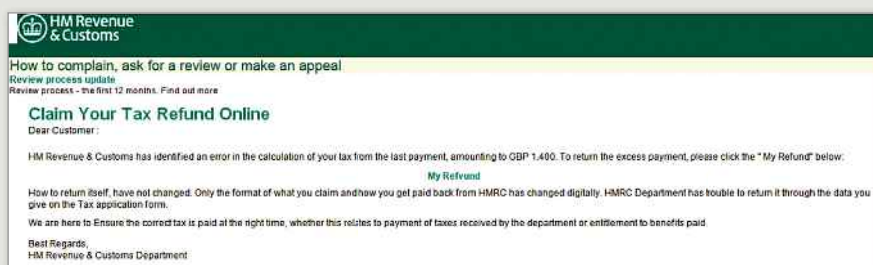 HM Revenue
& Customs
How to complain, ask for a review or make an appeal
Review process update
Review process - the first 12 months. Find out more
Claim Your Tax Refund Online
Dear Customer :
HM Revenue & Customs has identified an error in the calculation of your tax from the last payment, amounting to GBP 1.400. To return the excess payment, please click the " My Refund" below:
My Refvund
How to return itself, have not changed. Only the format of what you claim andhow you get paid back from HMRC has changed digitally. HMRC Department has trouble to return it through the data you
give on the Tax application form.
We are here to Ensure the correct tax is paid at the right time, whether this relates to payment of taxes received by the department or entitlement to benefits paid.
Best Regards,
HM Revenue & Customs Department